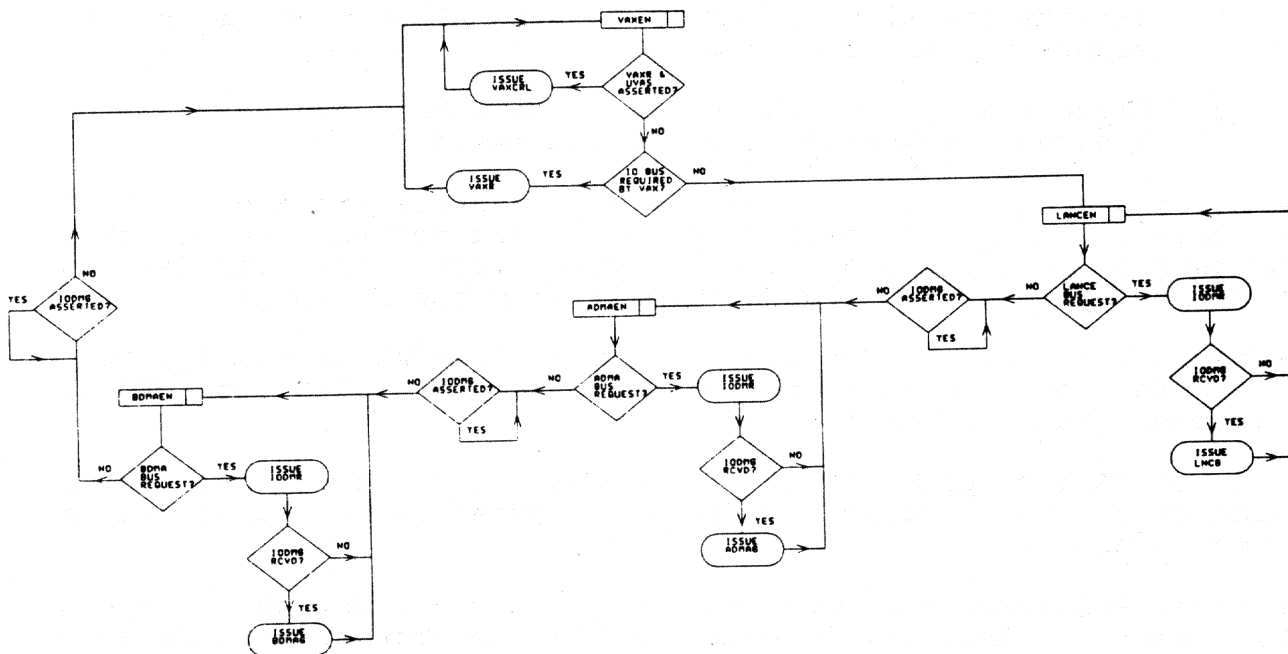 VAXEN
VAXR &
UVAS
ASSERTED?
YES
ISSUE
VAXCRL
NO
IO BUS
REQUIRED
BY VAX?
YES
ISSUE
VAXR
NO
LANCEN
LANCE
BUS
REQUEST?
YES
ISSUE
IODMR
IODMG
RCVD?
NO
YES
ISSUE
NO
IODMG
ASSERTED?
YES
NO
ADMAEN
ADMA
BUS
REQUEST?
YES
ISSUE
IODMR
IODMG
RCVD?
NO
YES
ISSUE
ADMAG
NO
IODMG
ASSERTED?
YES
NO
BDMAEN
BDMA
BUS
REQUEST?
YES
ISSUE
IODMR
IODMG
RCVD?
NO
YES
ISSUE
BDMAG
NO
IODMG
ASSERTED?
YES
NO